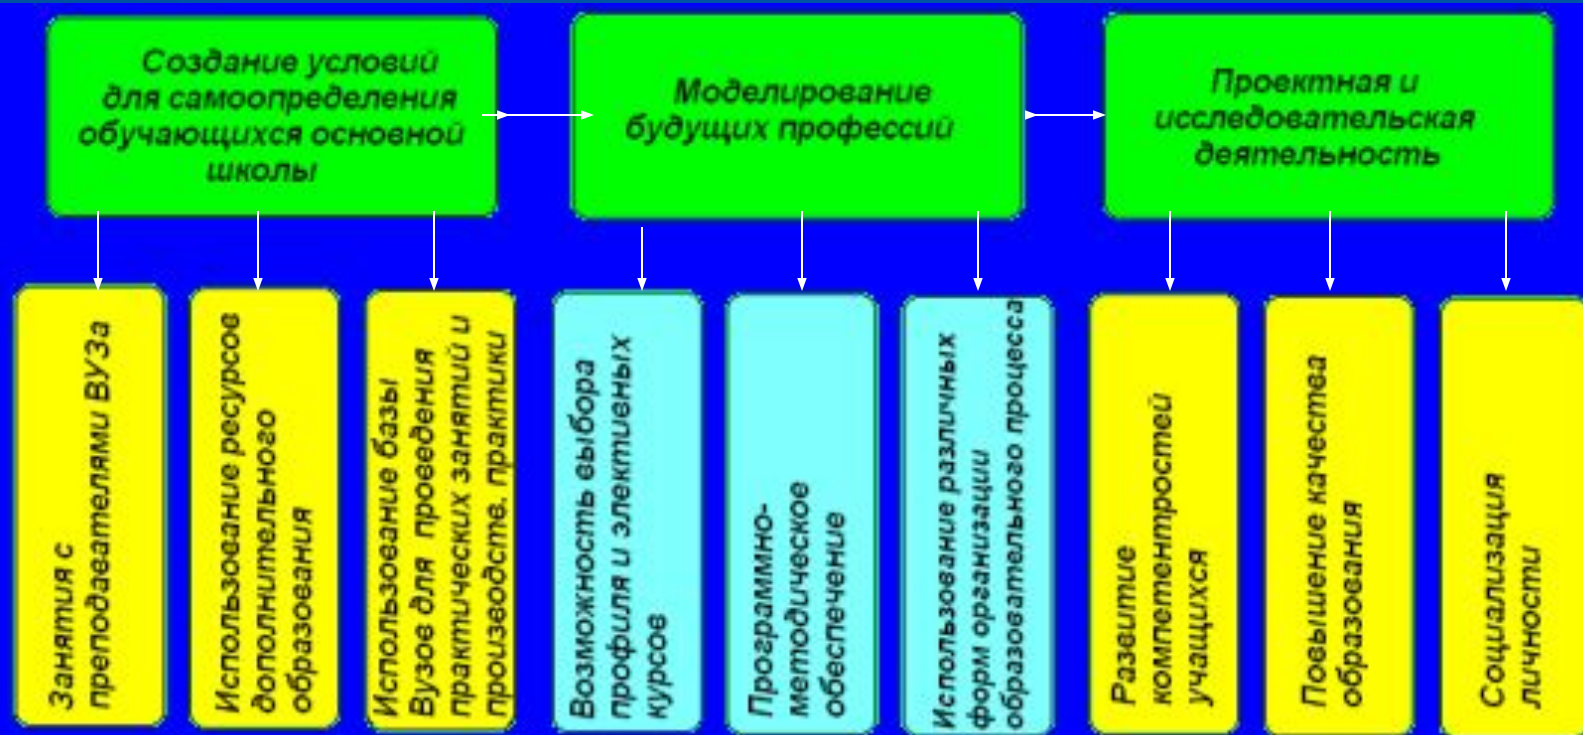 Создание условий
для самоопределения
обучающихся основной
школы
Моделирование
будущих профессий
Проектная и
исследовательская
деятельность
Занятия с
преподавателями ВУЗа
Использование ресурсов
дополнительного
образования
Использование базы
Вузов для проведения
практических занятий и
производств. практики
Возможность выбора
профиля и элективных
курсов
Программно-
методическое
обеспечение
Использование различных
форм организации
образовательного процесса
Развитие
компетентностей
учащихся
Повышение качества
образования
Социализация
личности